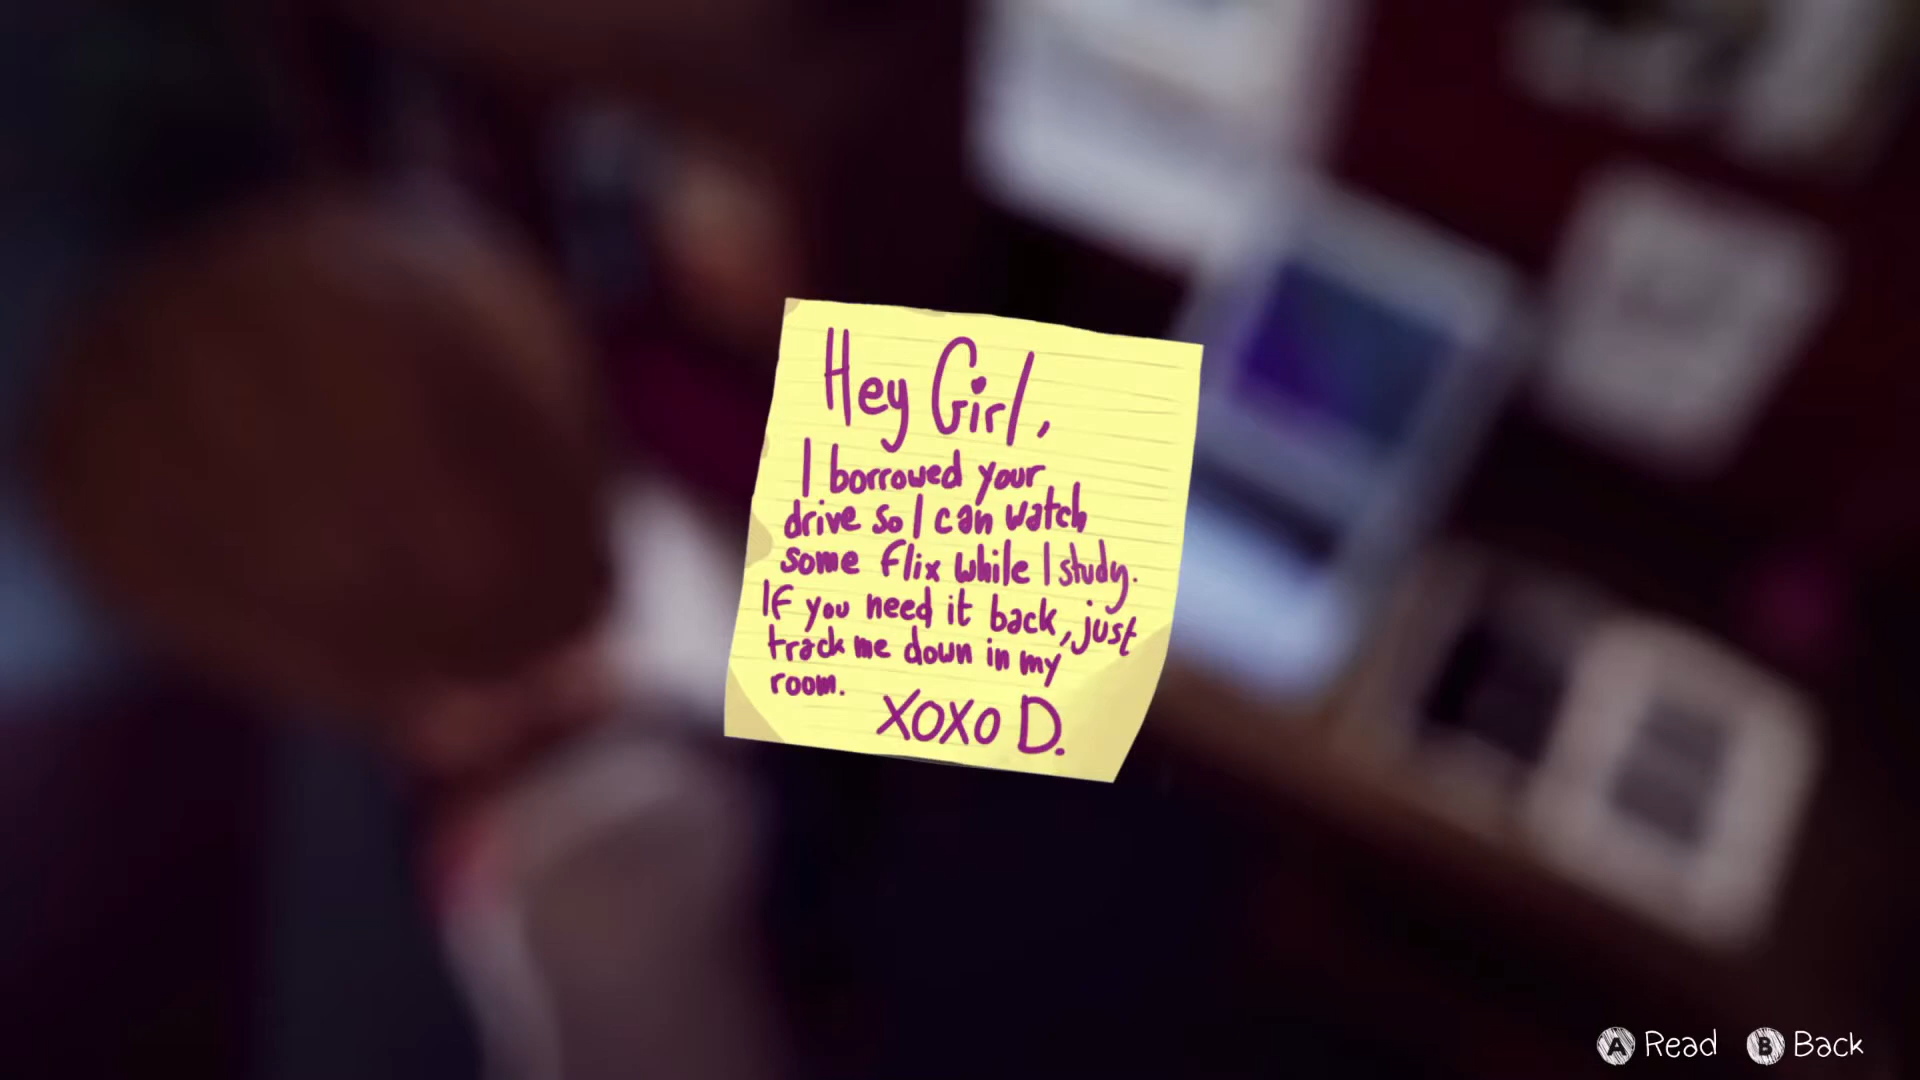 Hey Girl,
I borrowed your
drive so I can watch
some flix while I study.
If you need it back, just
track me down in my
room.
XOXO D.
A Read B Back